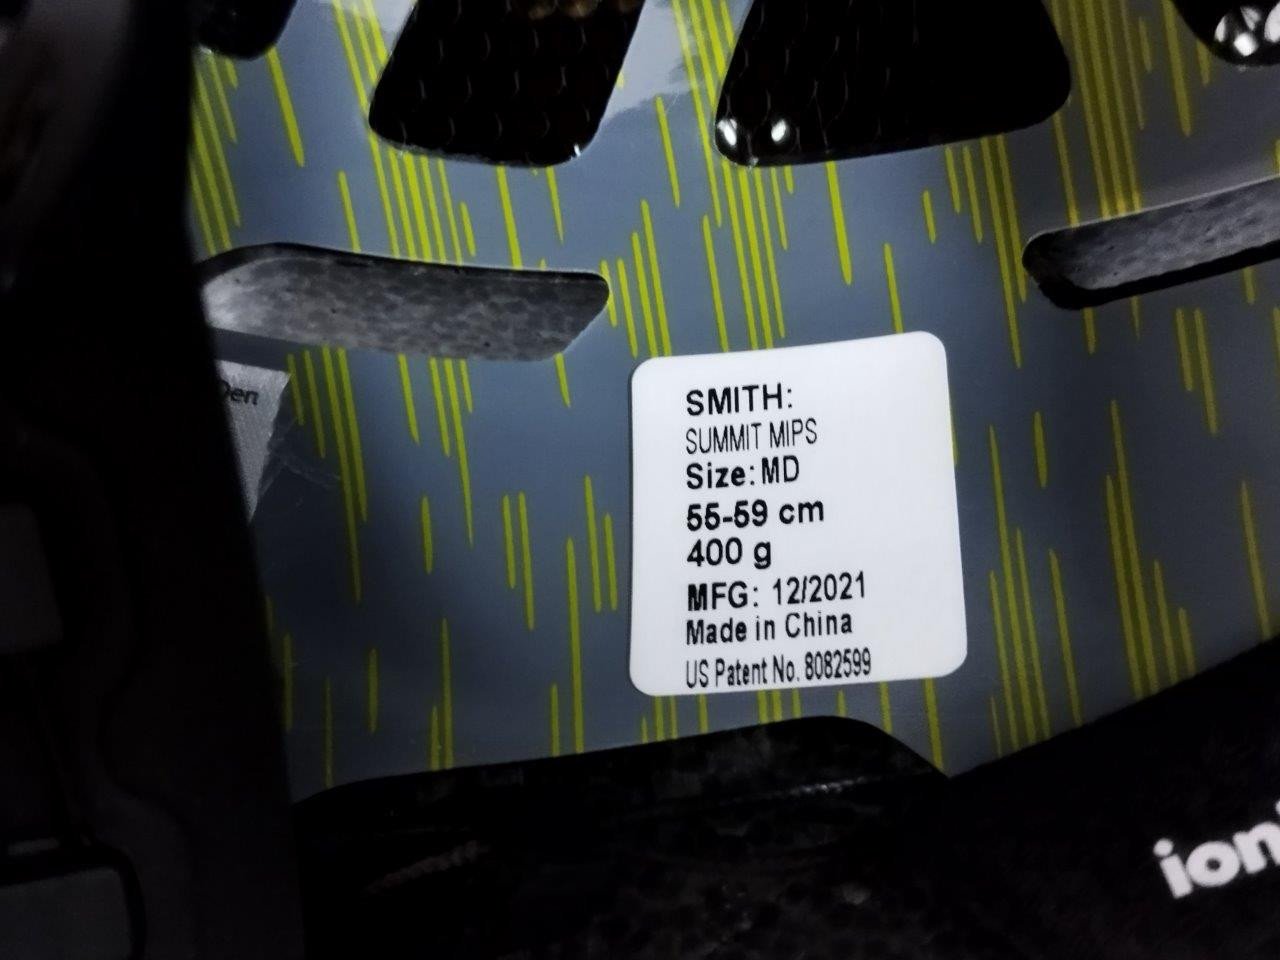 SMITH:
SUMMIT MIPS
Size: MD
55-59 cm
400 g
MFG: 12/2021
Made in China
US Patent No. 8082599